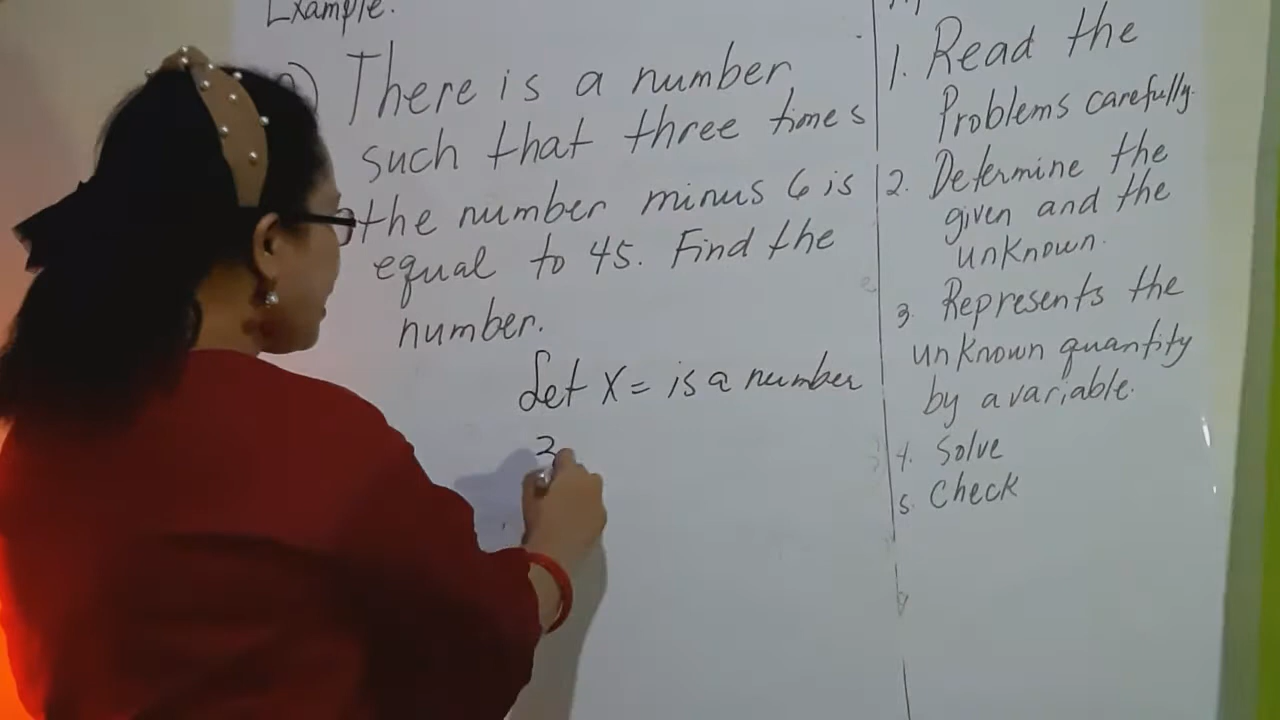 Example.
) There is a number
such that three times
the number minus 6 is
equal to 45. Find the
number.
Let x = is a number
3
1. Read the
Problems carefully.
2. Determine the
given and the
unknown.
3. Represents the
unknown quantity
by a variable.
4. Solve
5. Check